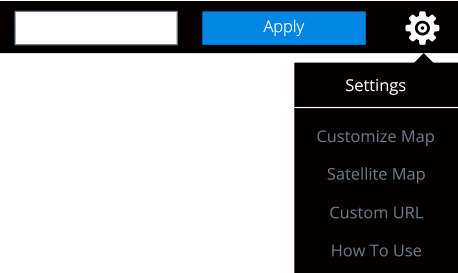 Apply
Settings
Customize Map
Satellite Map
Custom URL
How To Use